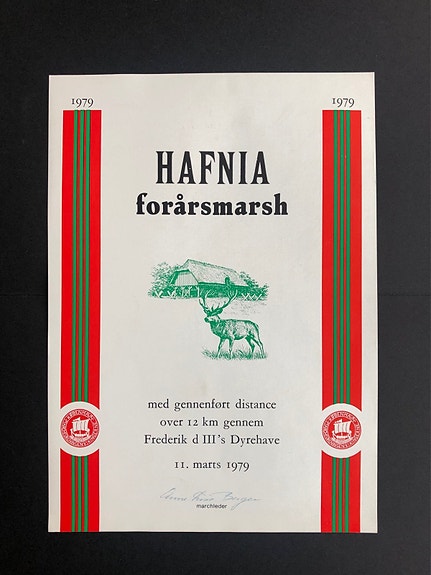 1979
1979
HAFNIA
forårsmarsh
med gennenført distance
over 12 km gennem
Frederik d III's Dyrehave
11. marts 1979
marchleder